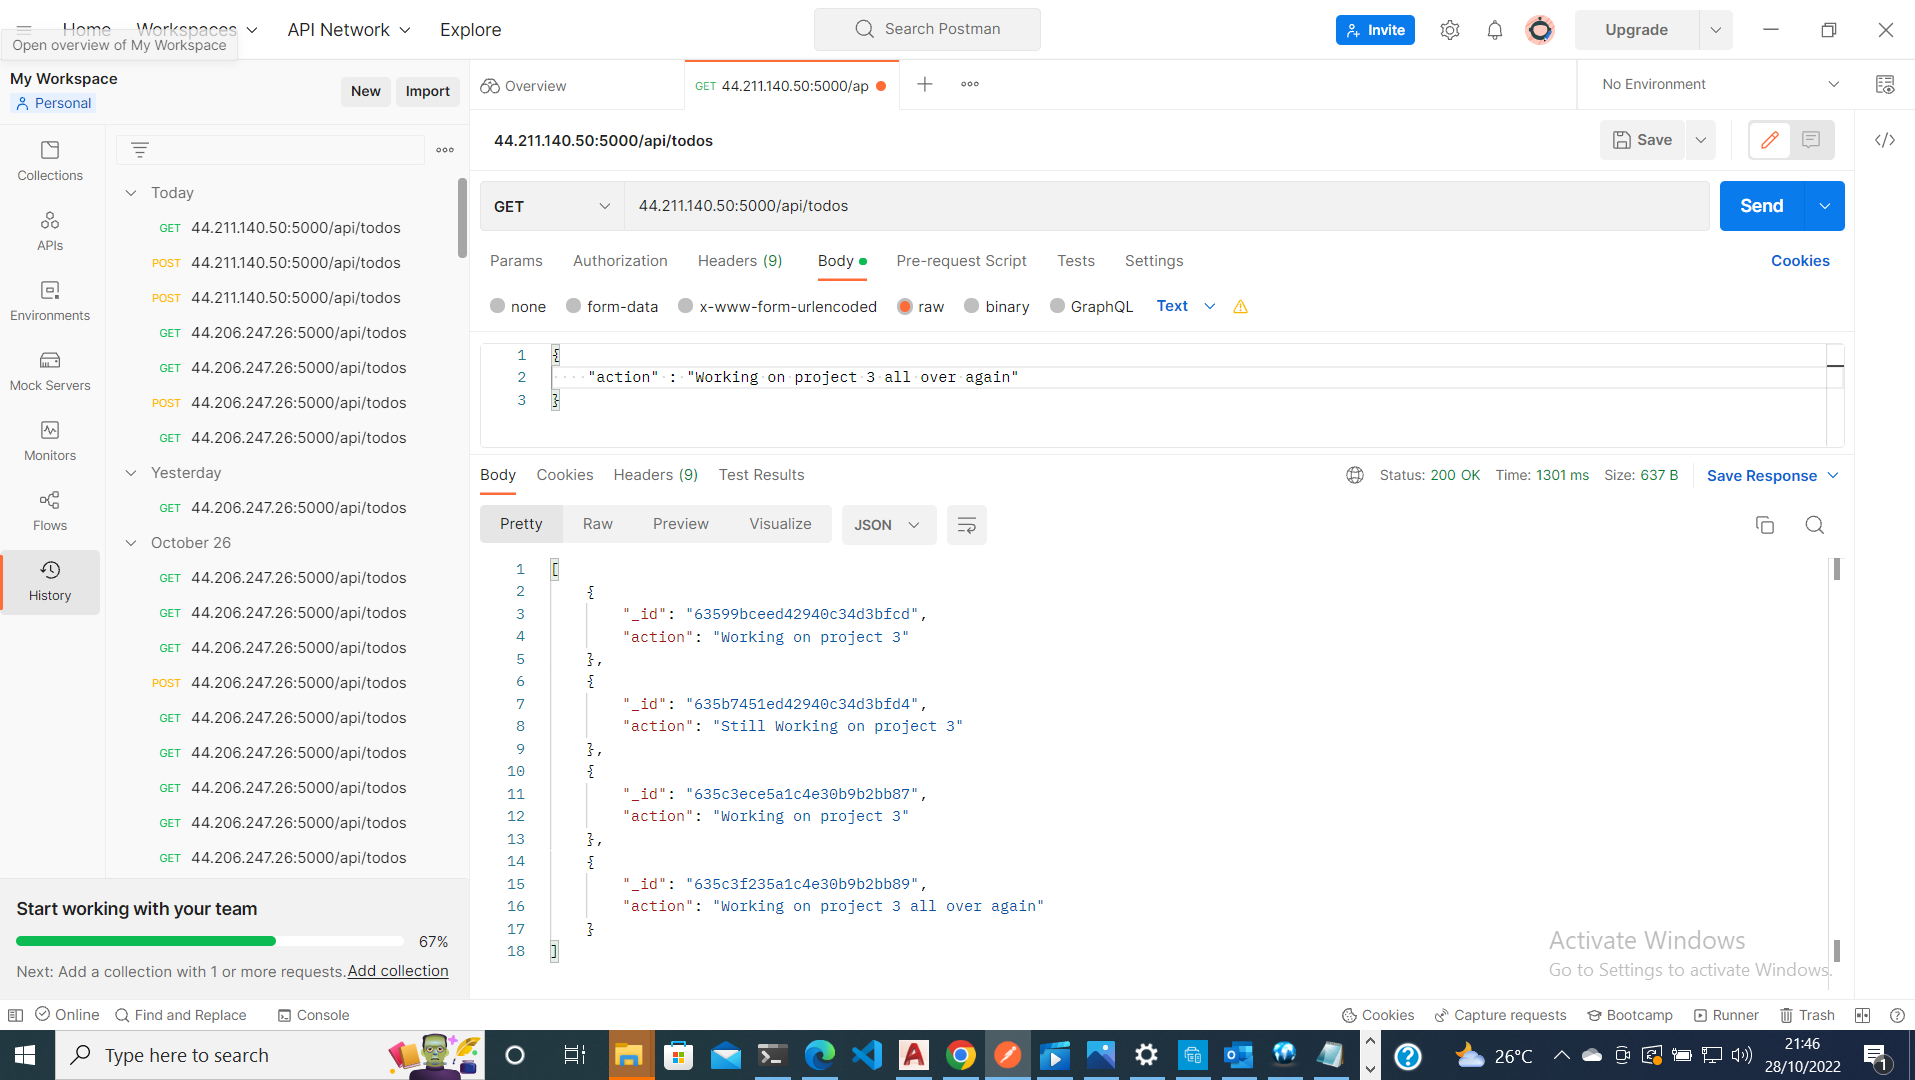 Home Workspaces API Network Explore Search Postman Invite Upgrade
Open overview of My Workspace
My Workspace
Personal
New Import
Overview GET 44.211.140.50:5000/ap No Environment
Collections
APIs
Environments
Mock Servers
Monitors
Flows
History
Today
GET 44.211.140.50:5000/api/todos
POST 44.211.140.50:5000/api/todos
POST 44.211.140.50:5000/api/todos
GET 44.206.247.26:5000/api/todos
GET 44.206.247.26:5000/api/todos
POST 44.206.247.26:5000/api/todos
GET 44.206.247.26:5000/api/todos
Yesterday
GET 44.206.247.26:5000/api/todos
October 26
GET 44.206.247.26:5000/api/todos
GET 44.206.247.26:5000/api/todos
GET 44.206.247.26:5000/api/todos
POST 44.206.247.26:5000/api/todos
GET 44.206.247.26:5000/api/todos
GET 44.206.247.26:5000/api/todos
GET 44.206.247.26:5000/api/todos
GET 44.206.247.26:5000/api/todos
GET 44.206.247.26:5000/api/todos
Start working with your team
67%
Next: Add a collection with 1 or more requests. Add collection
44.211.140.50:5000/api/todos Save
GET 44.211.140.50:5000/api/todos Send
Params Authorization Headers (9) Body Pre-request Script Tests Settings Cookies
none form-data x-www-form-urlencoded raw binary GraphQL Text
1 {
2 "action" : "Working on project 3 all over again"
3 }
Body Cookies Headers (9) Test Results Status: 200 OK Time: 1301 ms Size: 637 B Save Response
Pretty Raw Preview Visualize JSON
1 [
2 {
3 "_id": "63599bceed42940c34d3bfcd",
4 "action": "Working on project 3"
5 },
6 {
7 "_id": "635b7451ed42940c34d3bfd4",
8 "action": "Still Working on project 3"
9 },
10 {
11 "_id": "635c3ece5a1c4e30b9b2bb87",
12 "action": "Working on project 3"
13 },
14 {
15 "_id": "635c3f235a1c4e30b9b2bb89",
16 "action": "Working on project 3 all over again"
17 }
18 ]
Activate Windows
Go to Settings to activate Windows.
Online Find and Replace Console Cookies Capture requests Bootcamp Runner Trash
Type here to search 26°C 21:46
28/10/2022
1